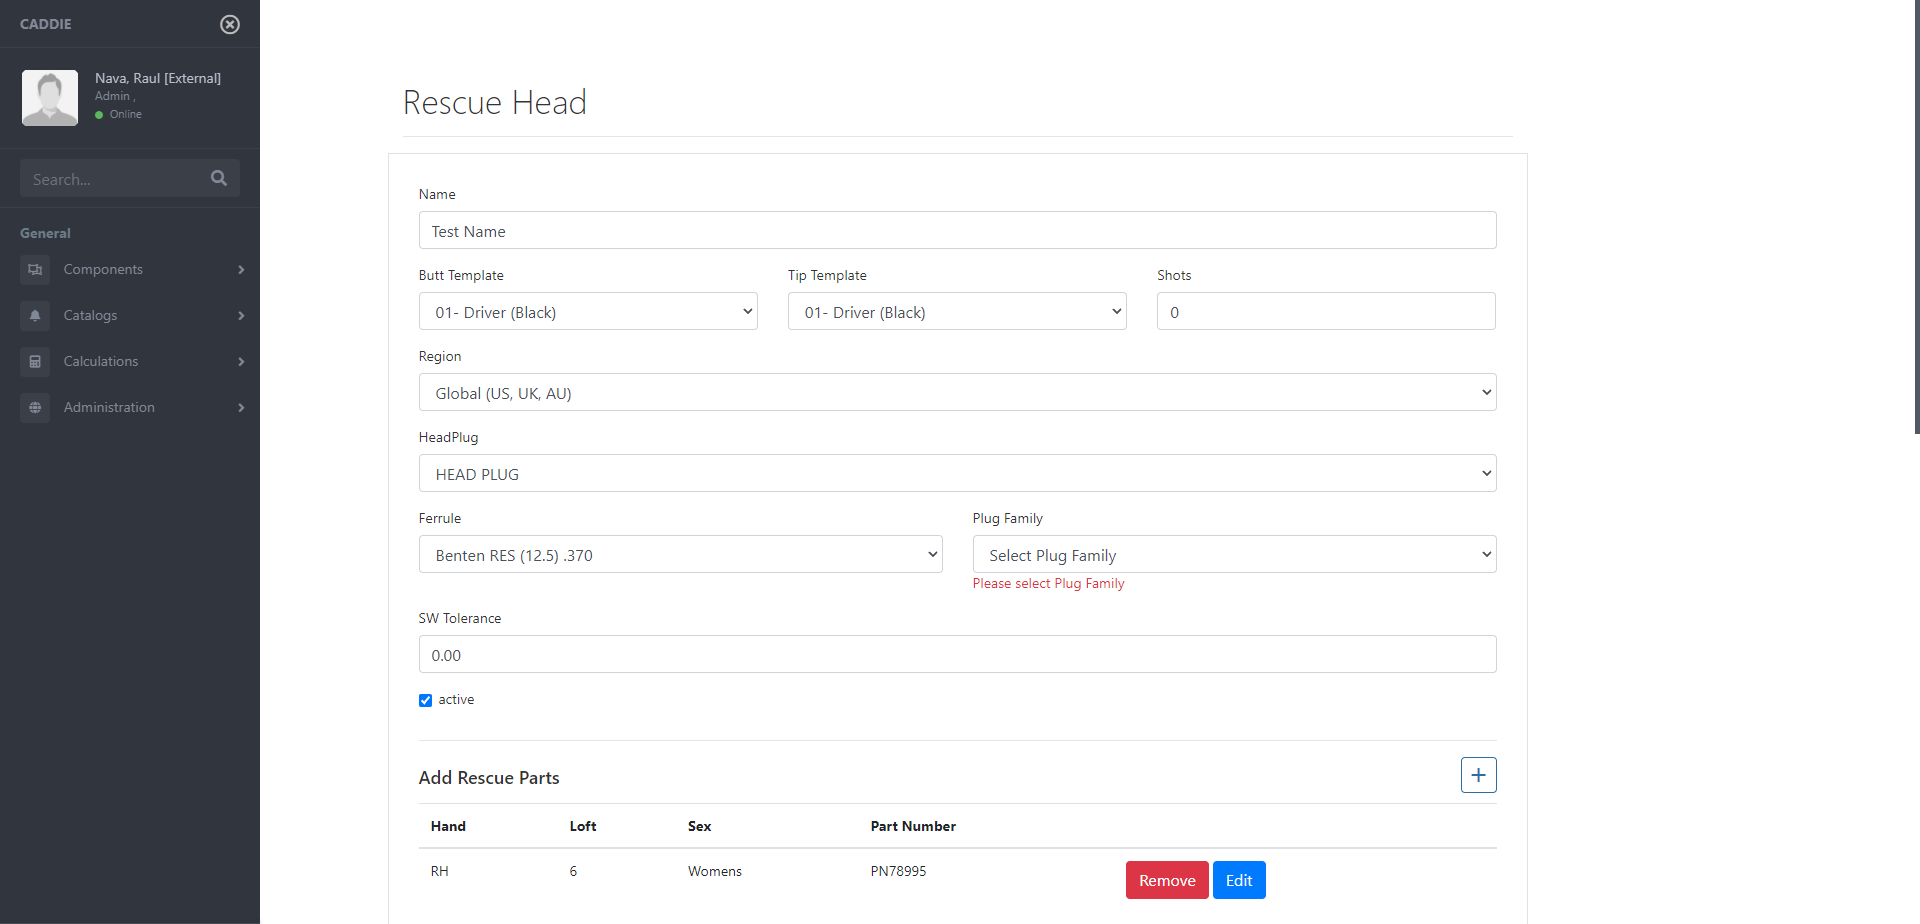 CADDIE
Nava, Raul [External]
Admin ,
Online
Search...
General
Components
Catalogs
Calculations
Administration
Rescue Head
Name
Test Name
Butt Template Tip Template Shots
01- Driver (Black) 01- Driver (Black) 0
Region
Global (US, UK, AU)
HeadPlug
HEAD PLUG
Ferrule Plug Family
Benten RES (12.5) .370 Select Plug Family
Please select Plug Family
SW Tolerance
0.00
active
Add Rescue Parts
Hand Loft Sex Part Number
RH 6 Womens PN78995 Remove Edit